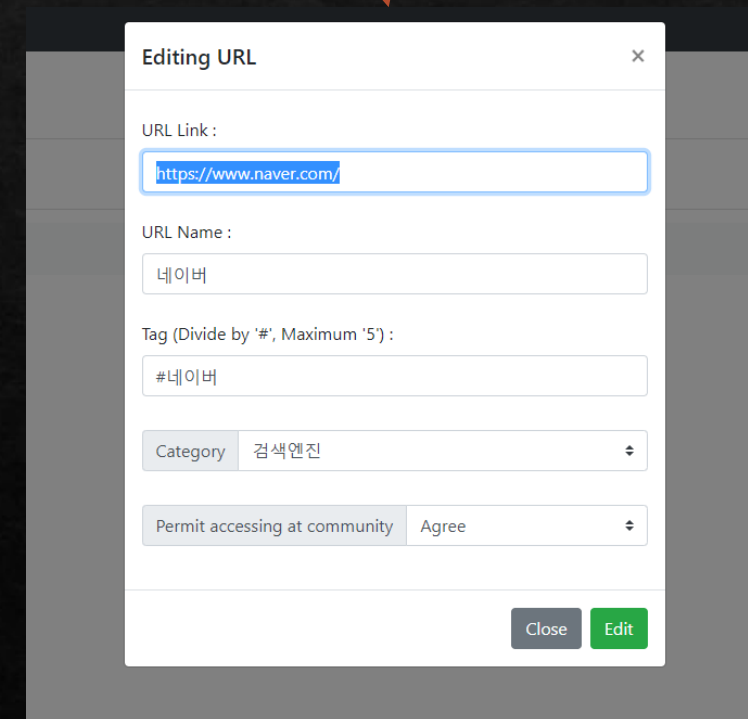 Editing URL ×
URL Link :
https://www.naver.com/
URL Name :
네이버
Tag (Divide by '#', Maximum '5') :
#네이버
Category 검색엔진
Permit accessing at community Agree
Close Edit